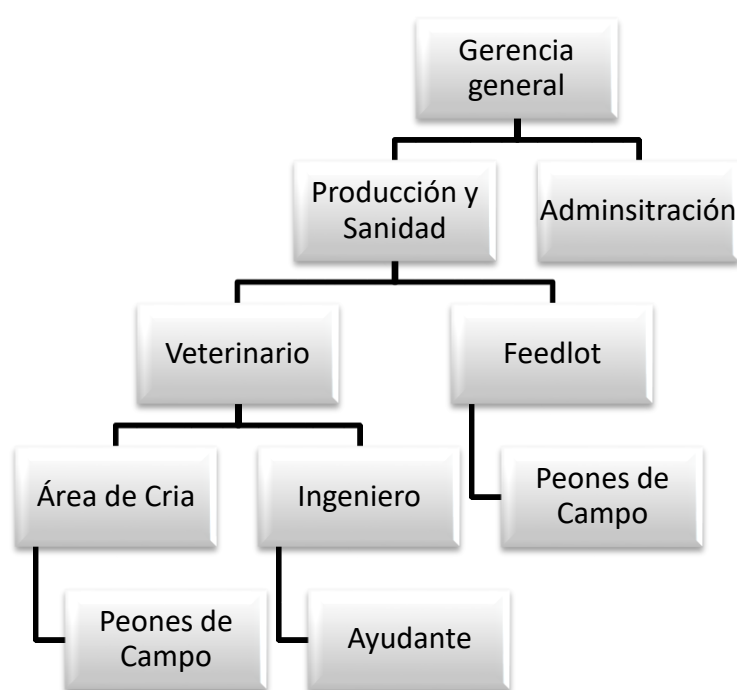 Gerencia
general
Producción y
Sanidad
Adminsitración
Veterinario
Feedlot
Área de Cria
Ingeniero
Peones de
Campo
Peones de
Campo
Ayudante